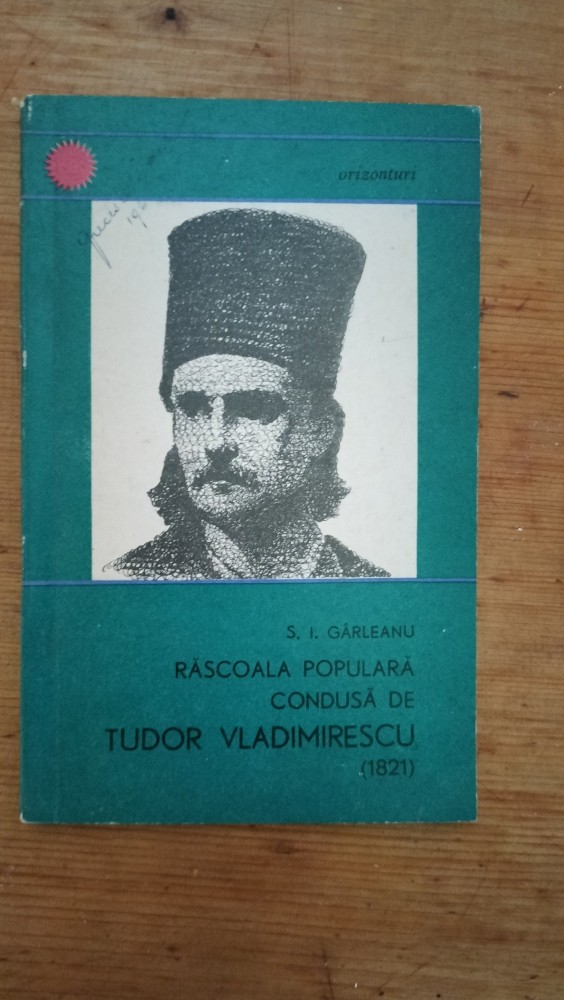 orizonturi
S. I. GÂRLEANU
RĂSCOALA POPULARĂ
CONDUSĂ DE
TUDOR VLADIMIRESCU
(1821)